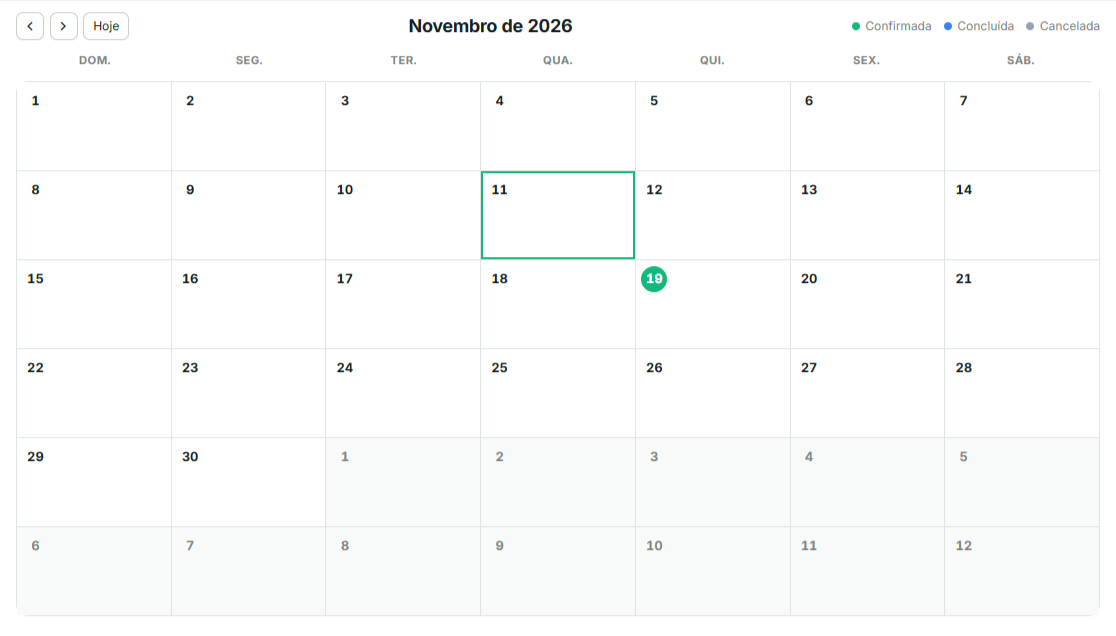 Hoje
Novembro de 2026
Confirmada Concluída Cancelada
DOM. SEG. TER. QUA. QUI. SEX. SÁB.
1 2 3 4 5 6 7
8 9 10 11 12 13 14
15 16 17 18 19 20 21
22 23 24 25 26 27 28
29 30 1 2 3 4 5
6 7 8 9 10 11 12